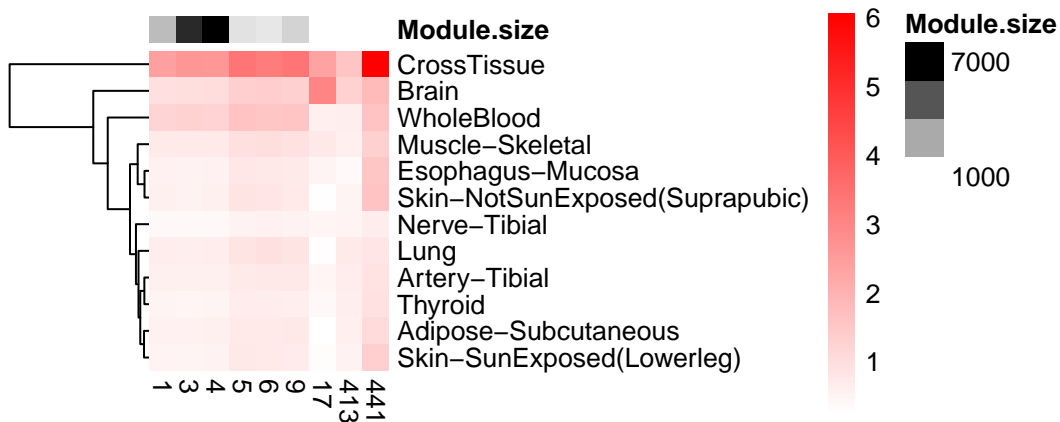 Module.size
CrossTissue
Brain
WholeBlood
Muscle−Skeletal
Esophagus−Mucosa
Skin−NotSunExposed(Suprapubic)
Nerve−Tibial
Lung
Artery−Tibial
Thyroid
Adipose−Subcutaneous
Skin−SunExposed(Lowerleg)
1 3 4 5 6 9 17 413 441
6
5
4
3
2
1
Module.size
7000
1000